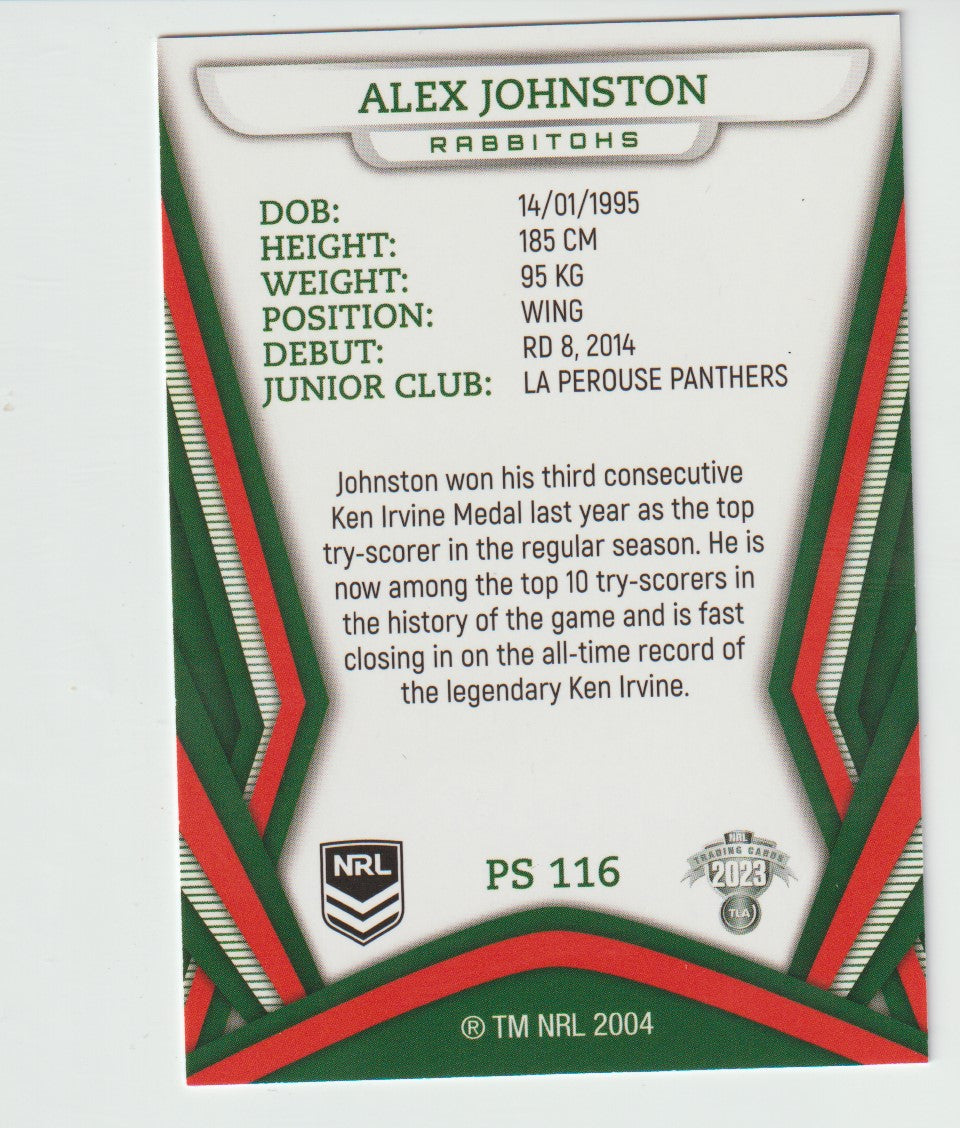 ALEX JOHNSTON
RABBITOHS
DOB: 14/01/1995
HEIGHT: 185 CM
WEIGHT: 95 KG
POSITION: WING
DEBUT: RD 8, 2014
JUNIOR CLUB: LA PEROUSE PANTHERS
Johnston won his third consecutive
Ken Irvine Medal last year as the top
try-scorer in the regular season. He is
now among the top 10 try-scorers in
the history of the game and is fast
closing in on the all-time record of
the legendary Ken Irvine.
NRL
PS 116
NRL
TRADING CARDS
2023
TLA
® TM NRL 2004